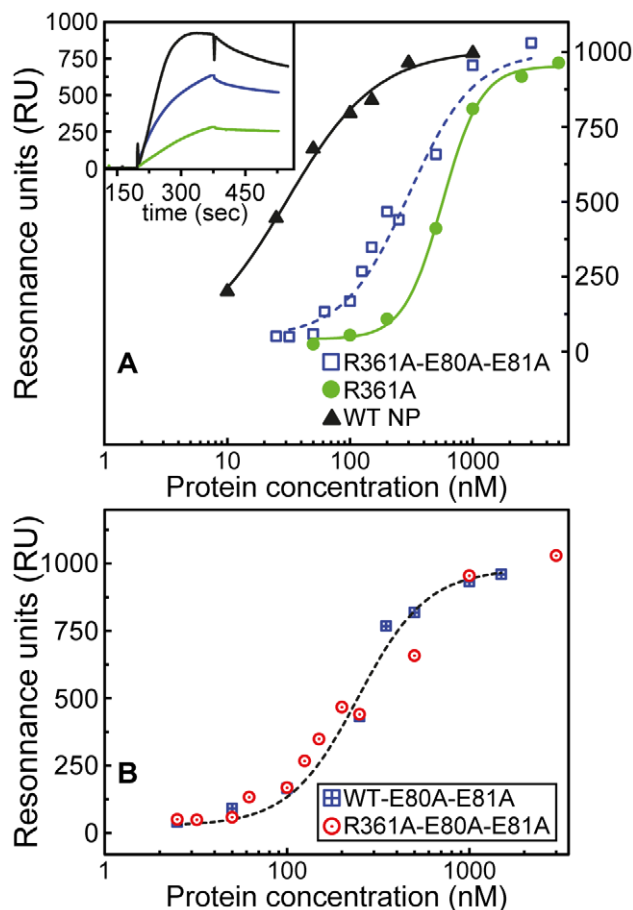 1000
750
500
250
0
150 300 450
time (sec)
Resonnance units (RU)
1000
750
500
250
0
A
R361A-E80A-E81A
R361A
WT NP
1 10 100 1000
Protein concentration (nM)
Resonnance units (RU)
1000
750
500
250
0
B
WT-E80A-E81A
R361A-E80A-E81A
1 10 100 1000
Protein concentration (nM)